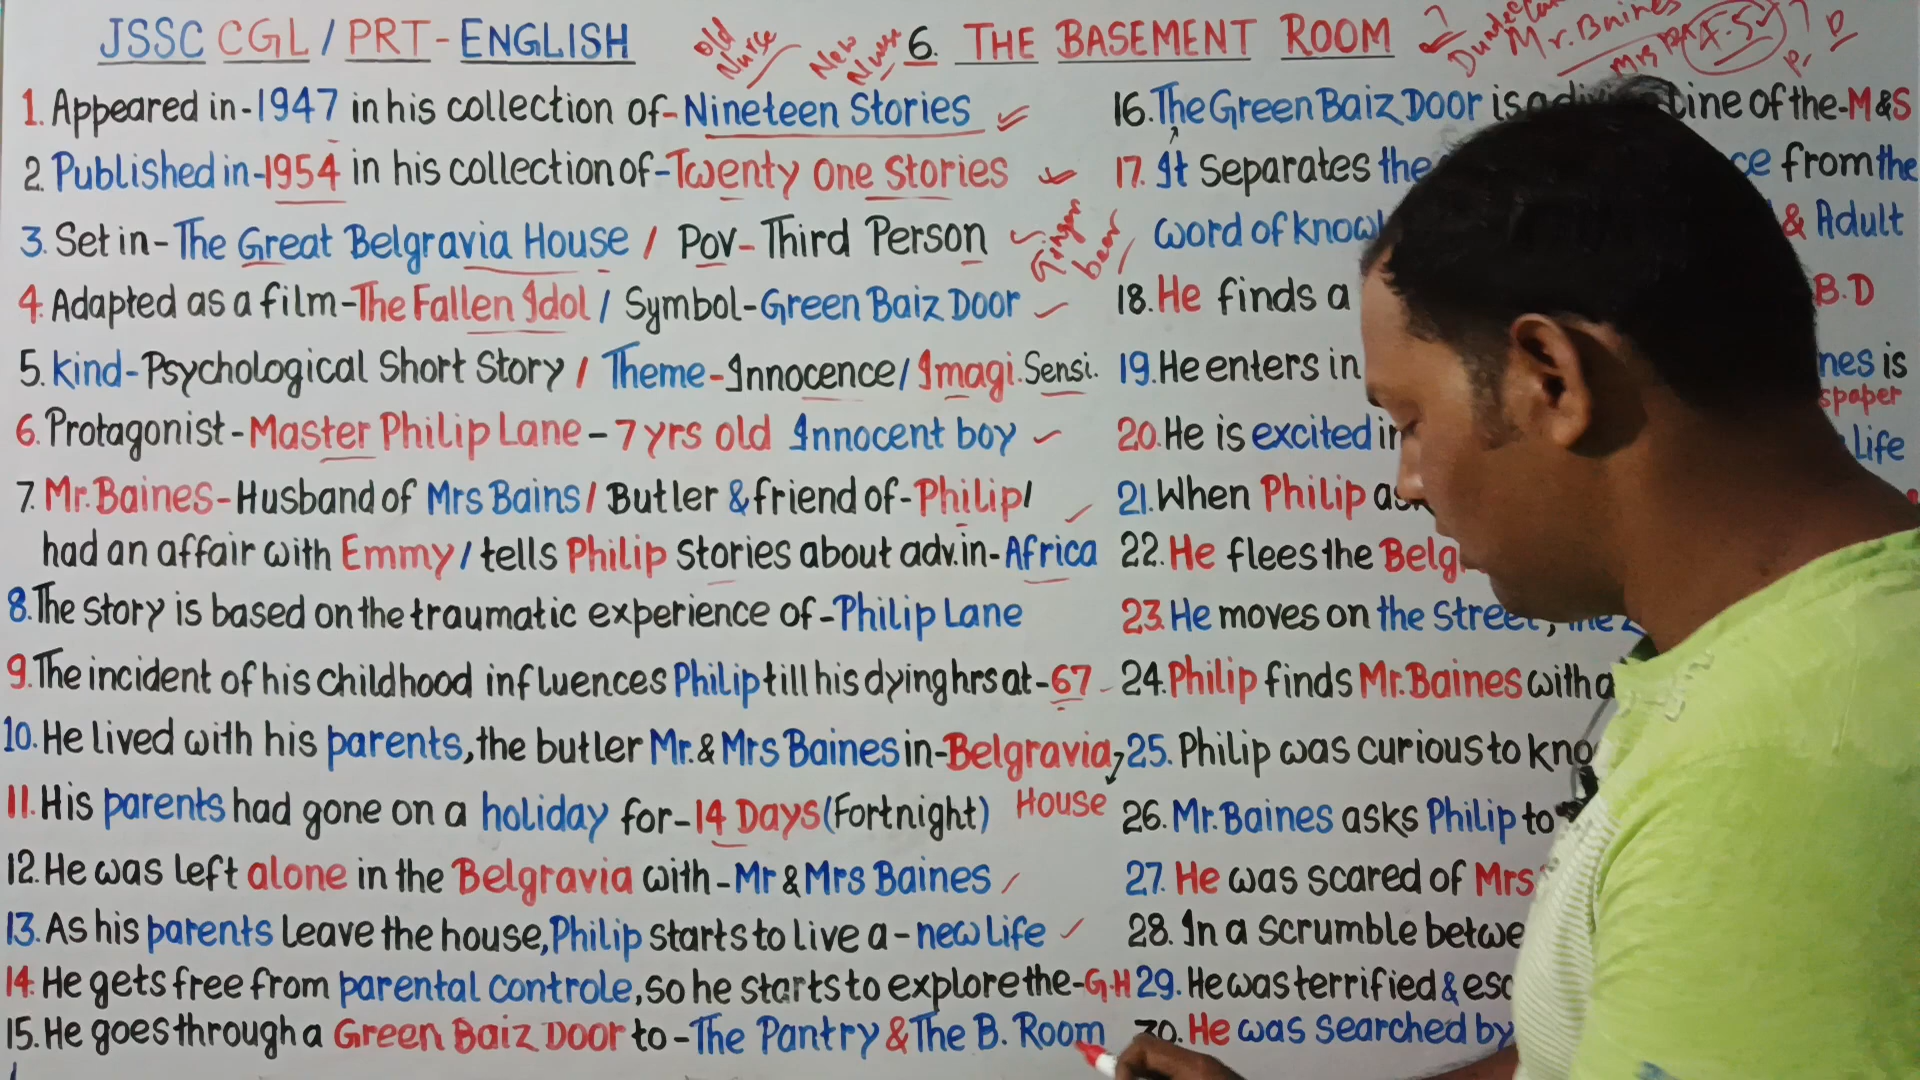 JSSC CGL / PRT - ENGLISH
Old Nurse
New Nurse
6. THE BASEMENT ROOM
Mr. Baines
4.5
1. Appeared in - 1947 in his collection of - Nineteen Stories
2. Published in - 1954 in his collection of - Twenty One Stories
3. Set in - The Great Belgravia House / Pov - Third Person
Ginger beer
4. Adapted as a film - The Fallen Idol / Symbol - Green Baiz Door
5. Kind - Psychological Short Story / Theme - Innocence / Imagi. Sensi.
6. Protagonist - Master Philip Lane - 7 yrs old Innocent boy
7. Mr. Baines - Husband of Mrs Bains / Butler & friend of - Philip /
had an affair with Emmy / tells Philip Stories about adv. in - Africa
8. The story is based on the traumatic experience of - Philip Lane
9. The incident of his childhood influences Philip till his dying hrs at - 67
10. He lived with his parents, the butler Mr. & Mrs Baines in - Belgravia
House
11. His parents had gone on a holiday for - 14 Days (Fortnight)
12. He was left alone in the Belgravia with - Mr & Mrs Baines
13. As his parents leave the house, Philip starts to live a - new life
14. He gets free from parental controle, so he starts to explore the - G.H
15. He goes through a Green Baiz Door to - The Pantry & The B. Room
16. The Green Baiz Door is a line of the - M & S
17. It Separates the from the
word of & Adult
18. He finds a B.D
19. He enters in is
20. He is excited in Life
21. When Philip
22. He flees the
23. He moves on the Street,
24. Philip finds Mr. Baines with a
25. Philip was curious to
26. Mr. Baines asks Philip to
27. He was scared of Mrs
28. In a scrumble
29. He was terrified &
30. He was Searched by